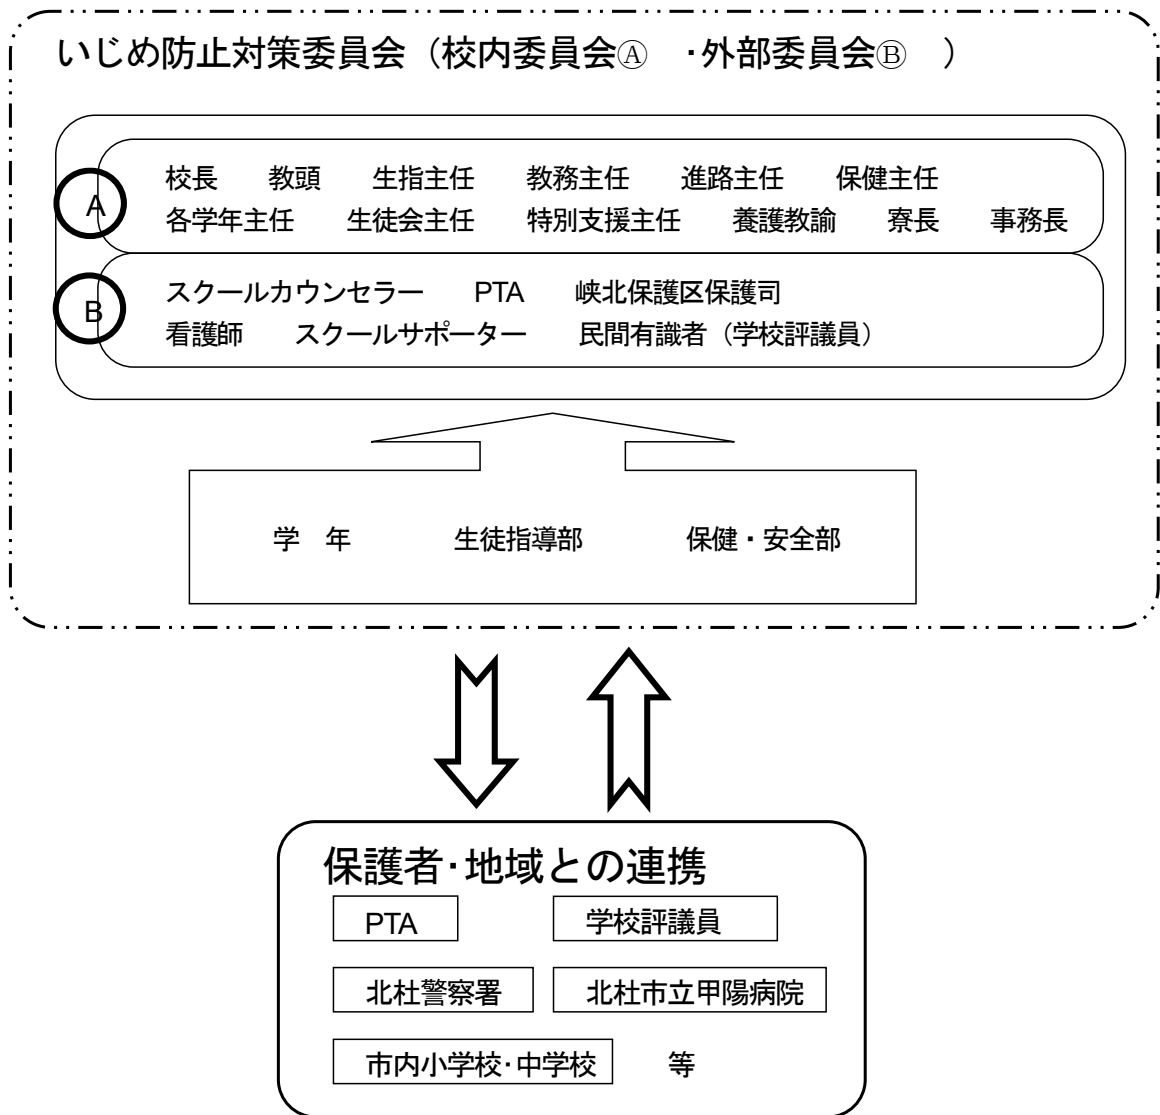 いじめ防止対策委員会（校内委員会Ⓐ　・外部委員会Ⓑ　）
A
校長　教頭　生指主任　教務主任　進路主任　保健主任
各学年主任　生徒会主任　特別支援主任　養護教諭　寮長　事務長
B
スクールカウンセラー　PTA　峡北保護区保護司
看護師　スクールサポーター　民間有識者（学校評議員）
学　年　生徒指導部　保健・安全部
保護者・地域との連携
PTA　学校評議員
北杜警察署　北杜市立甲陽病院
市内小学校・中学校　等